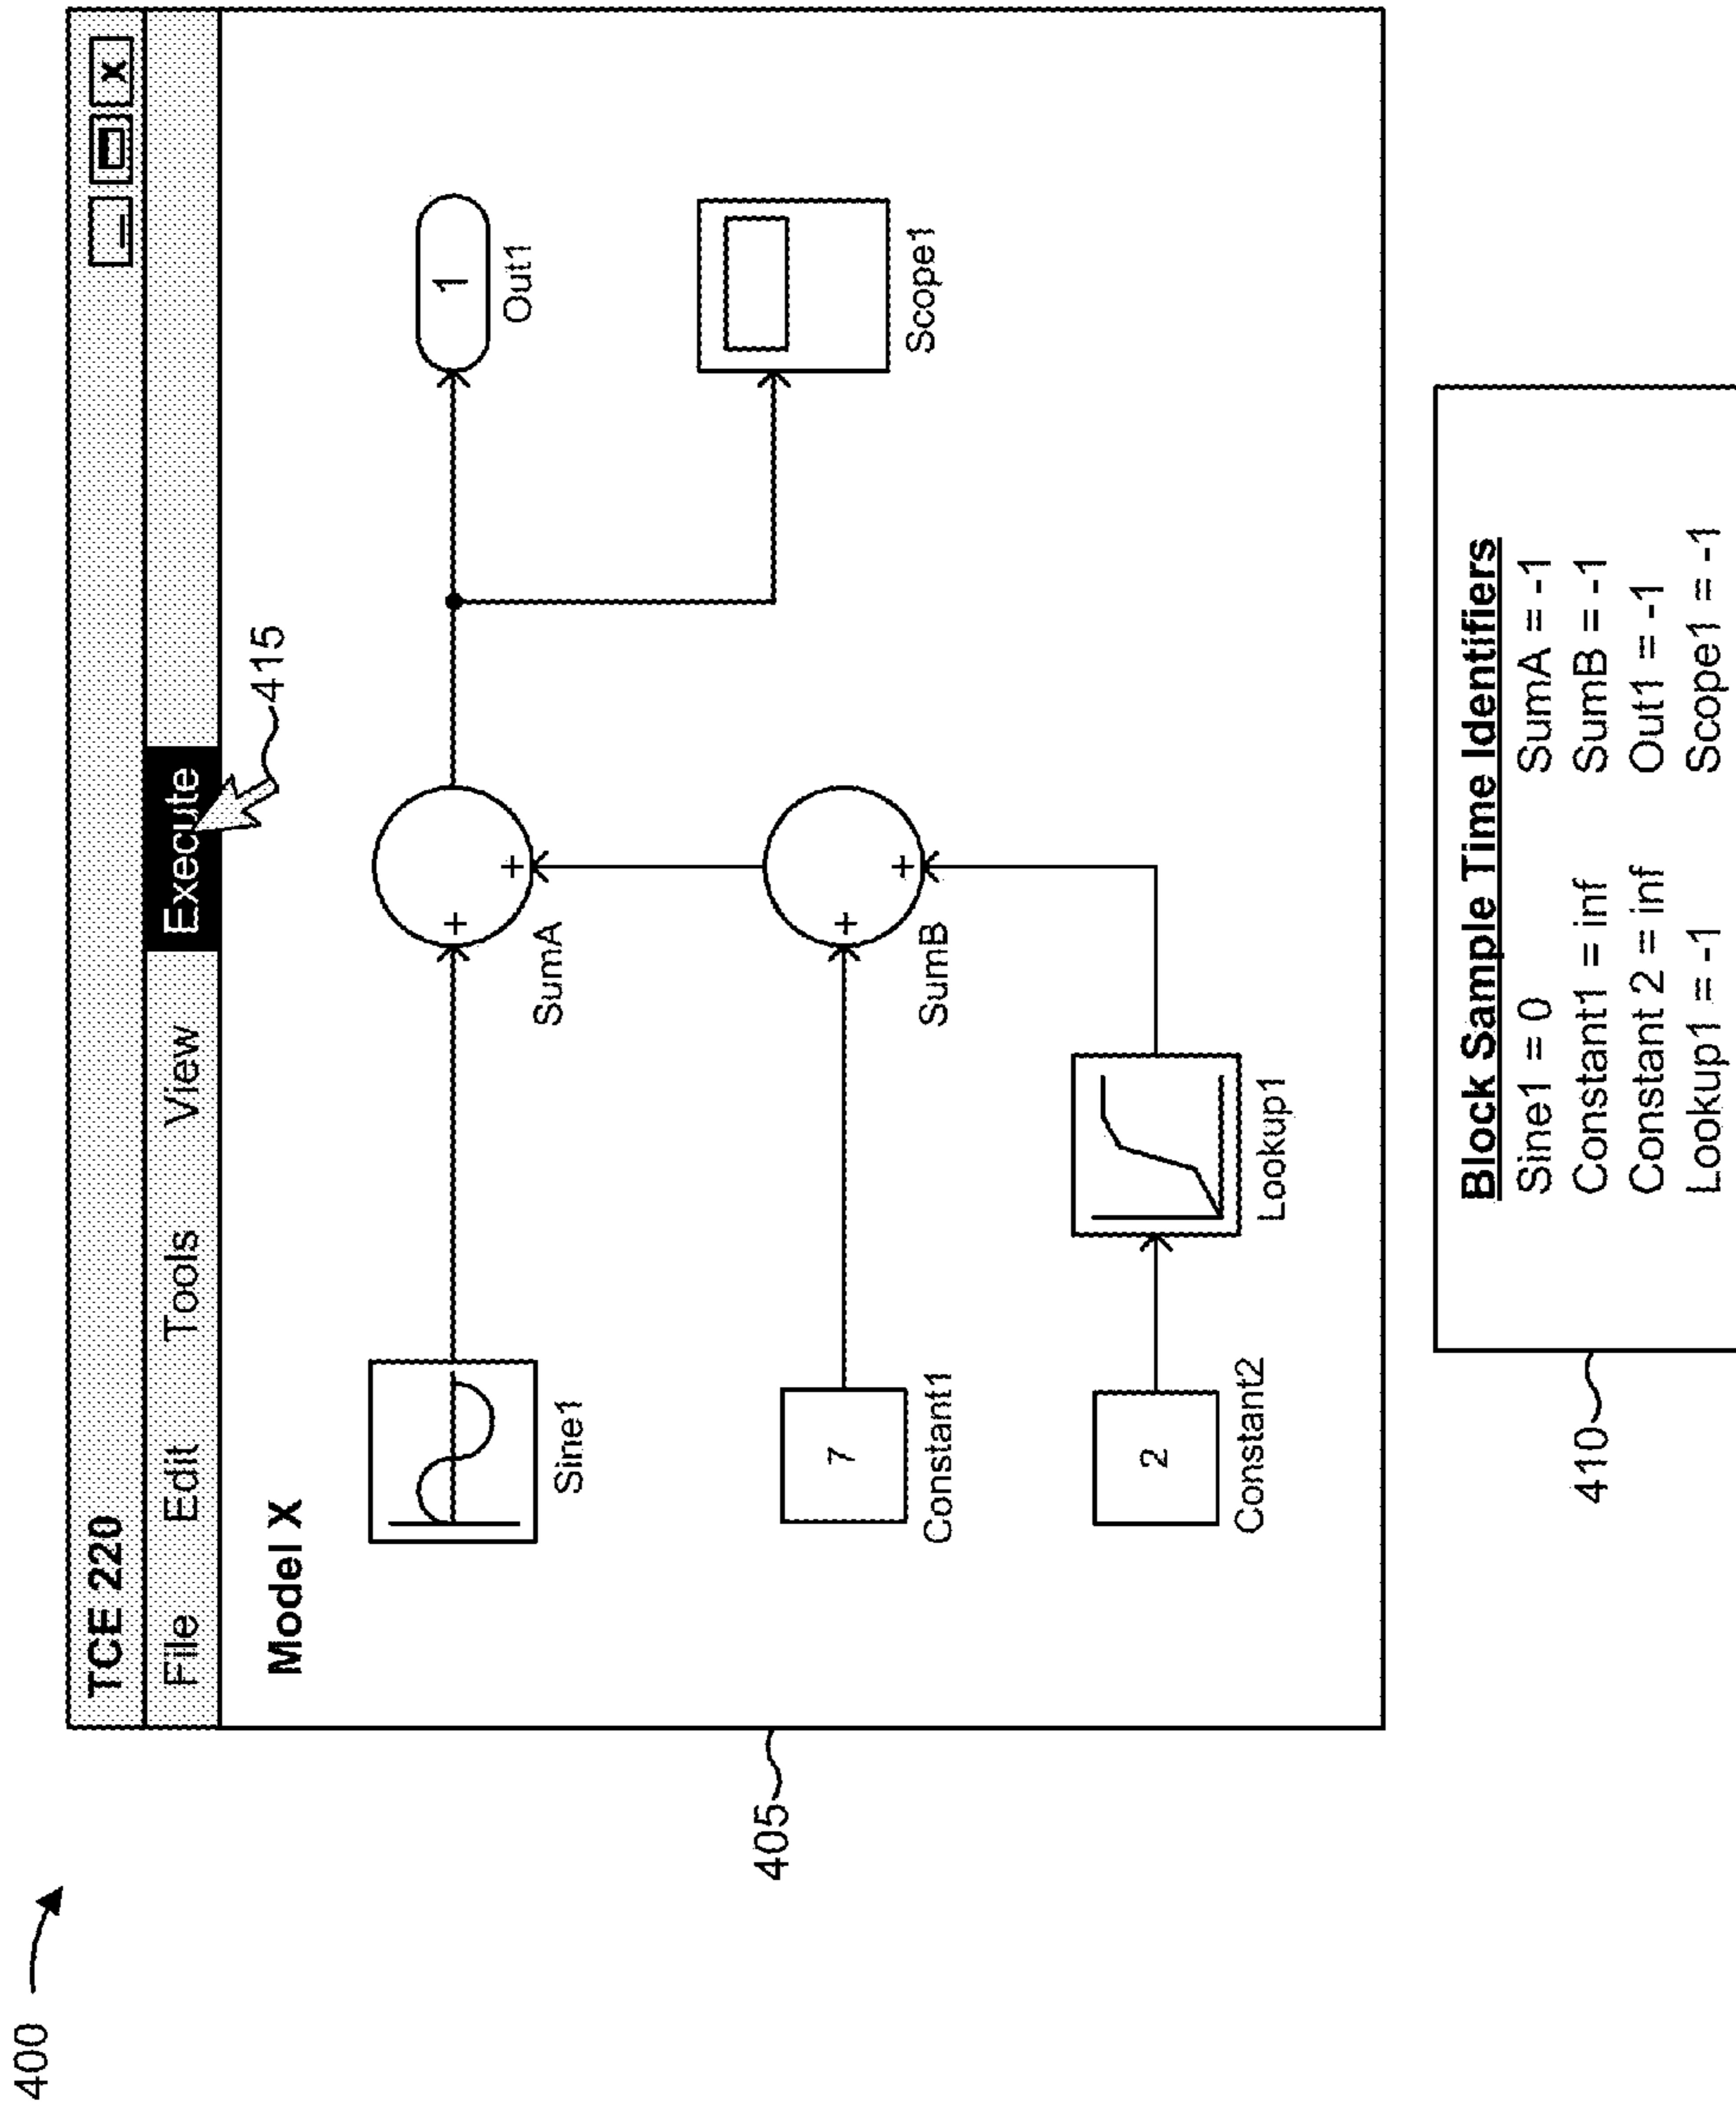 400
TCE 220
_ X
File Edit Tools View Execute
415
Model X
1
Out1
+
+
SumA
Sine1
405
Scope1
7
Constant1
+
+
SumB
2
Constant2
Lookup1
410
Block Sample Time Identifiers
Sine1 = 0 SumA = -1
Constant1 = inf SumB = -1
Constant 2 = inf Out1 = -1
Lookup1 = -1 Scope1 = -1